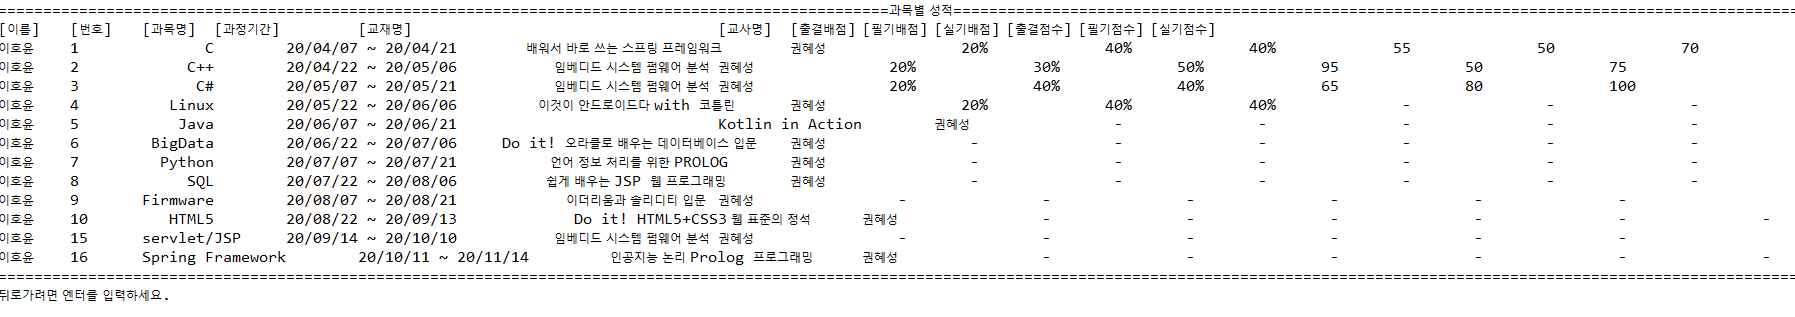 ==================================================과목별 성적==================================================
[이름] [번호] [과목명] [과정기간] [교재명] [교사명] [출결배점] [필기배점] [실기배점] [출결점수] [필기점수] [실기점수]
이호윤 1 C 20/04/07 ~ 20/04/21 배워서 바로 쓰는 스프링 프레임워크 권혜성 20% 40% 40% 55 50 70
이호윤 2 C++ 20/04/22 ~ 20/05/06 임베디드 시스템 펌웨어 분석 권혜성 20% 30% 50% 95 50 75
이호윤 3 C# 20/05/07 ~ 20/05/21 임베디드 시스템 펌웨어 분석 권혜성 20% 40% 40% 65 80 100
이호윤 4 Linux 20/05/22 ~ 20/06/06 이것이 안드로이드다 with 코틀린 권혜성 20% 40% 40% - - -
이호윤 5 Java 20/06/07 ~ 20/06/21 Kotlin in Action 권혜성 - - - - - -
이호윤 6 BigData 20/06/22 ~ 20/07/06 Do it! 오라클로 배우는 데이터베이스 입문 권혜성 - - - - - -
이호윤 7 Python 20/07/07 ~ 20/07/21 언어 정보 처리를 위한 PROLOG 권혜성 - - - - - -
이호윤 8 SQL 20/07/22 ~ 20/08/06 쉽게 배우는 JSP 웹 프로그래밍 권혜성 - - - - - -
이호윤 9 Firmware 20/08/07 ~ 20/08/21 이더리움과 솔리디티 입문 권혜성 - - - - - -
이호윤 10 HTML5 20/08/22 ~ 20/09/13 Do it! HTML5+CSS3 웹 표준의 정석 권혜성 - - - - - -
이호윤 15 servlet/JSP 20/09/14 ~ 20/10/10 임베디드 시스템 펌웨어 분석 권혜성 - - - - - -
이호윤 16 Spring Framework 20/10/11 ~ 20/11/14 인공지능 논리 Prolog 프로그래밍 권혜성 - - - - - -
====================================================================================================
뒤로가려면 엔터를 입력하세요.